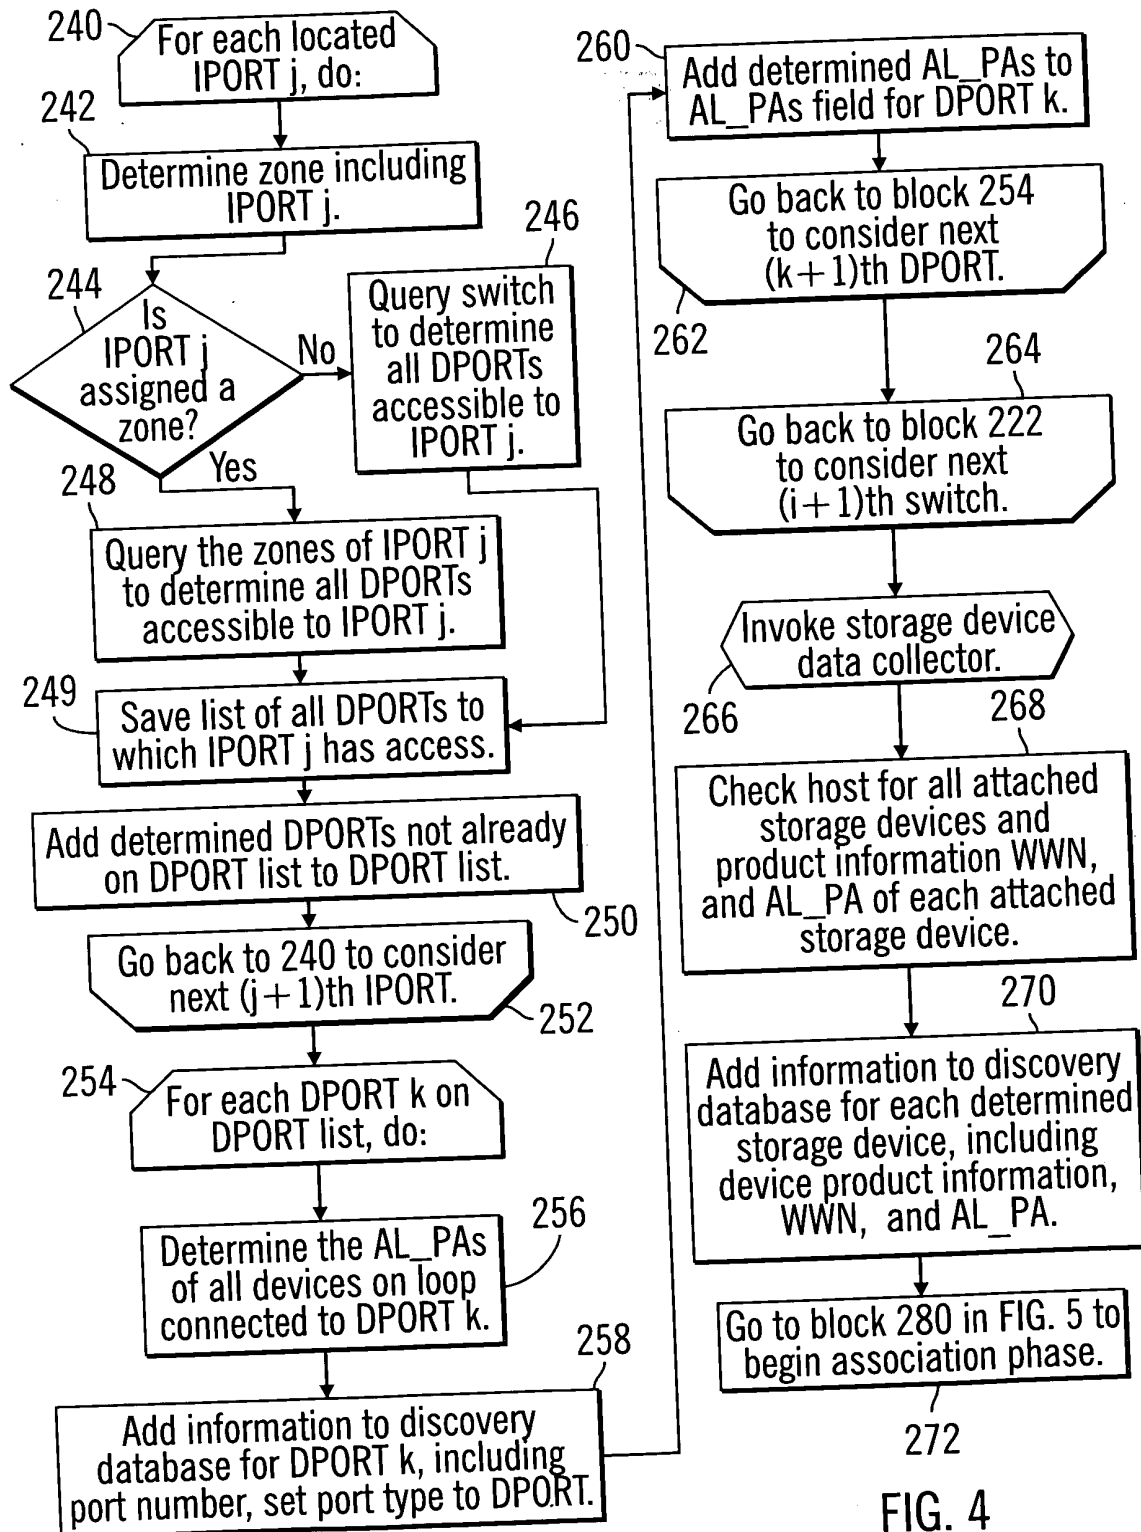 240
For each located
IPORT j, do:
242
Determine zone including
IPORT j.
244
Is
IPORT j
assigned a
zone?
No
Yes
246
Query switch
to determine
all DPORTs
accessible to
IPORT j.
248
Query the zones of IPORT j
to determine all DPORTs
accessible to IPORT j.
249
Save list of all DPORTs to
which IPORT j has access.
Add determined DPORTs not already
on DPORT list to DPORT list.
250
Go back to 240 to consider
next (j+1)th IPORT.
252
254
For each DPORT k on
DPORT list, do:
256
Determine the AL_PAs
of all devices on loop
connected to DPORT k.
258
Add information to discovery
database for DPORT k, including
port number, set port type to DPORT.
260
Add determined AL_PAs to
AL_PAs field for DPORT k.
Go back to block 254
to consider next
(k+1)th DPORT.
262
264
Go back to block 222
to consider next
(i+1)th switch.
Invoke storage device
data collector.
266
268
Check host for all attached
storage devices and
product information WWN,
and AL_PA of each attached
storage device.
270
Add information to discovery
database for each determined
storage device, including
device product information,
WWN, and AL_PA.
Go to block 280 in FIG. 5 to
begin association phase.
272
FIG. 4